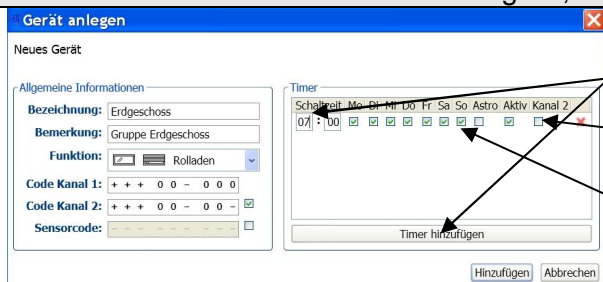 Gerät anlegen
Neues Gerät
Allgemeine Informationen
Bezeichnung: Erdgeschoss
Bemerkung: Gruppe Erdgeschoss
Funktion: Rolladen
Code Kanal 1: + + + 0 0 – 0 0 0
Code Kanal 2: + + + 0 0 – 0 0 –
Sensorcode: – – – – – – – – –
Timer
Schaltzeit Mo Di Mi Do Fr Sa So Astro Aktiv Kanal 2
07 : 00
Timer hinzufügen
Hinzufügen Abbrechen